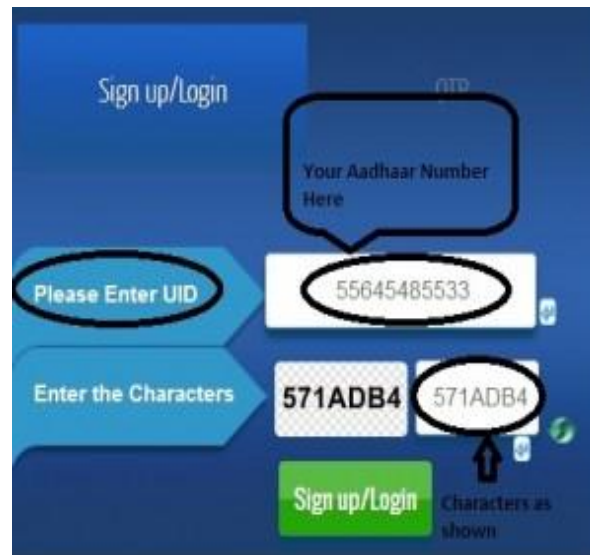 Sign up/Login
OTP
Your Aadhaar Number
Here
Please Enter UID
55645485533
Enter the Characters
571ADB4
571ADB4
Sign up/Login
Characters as
shown